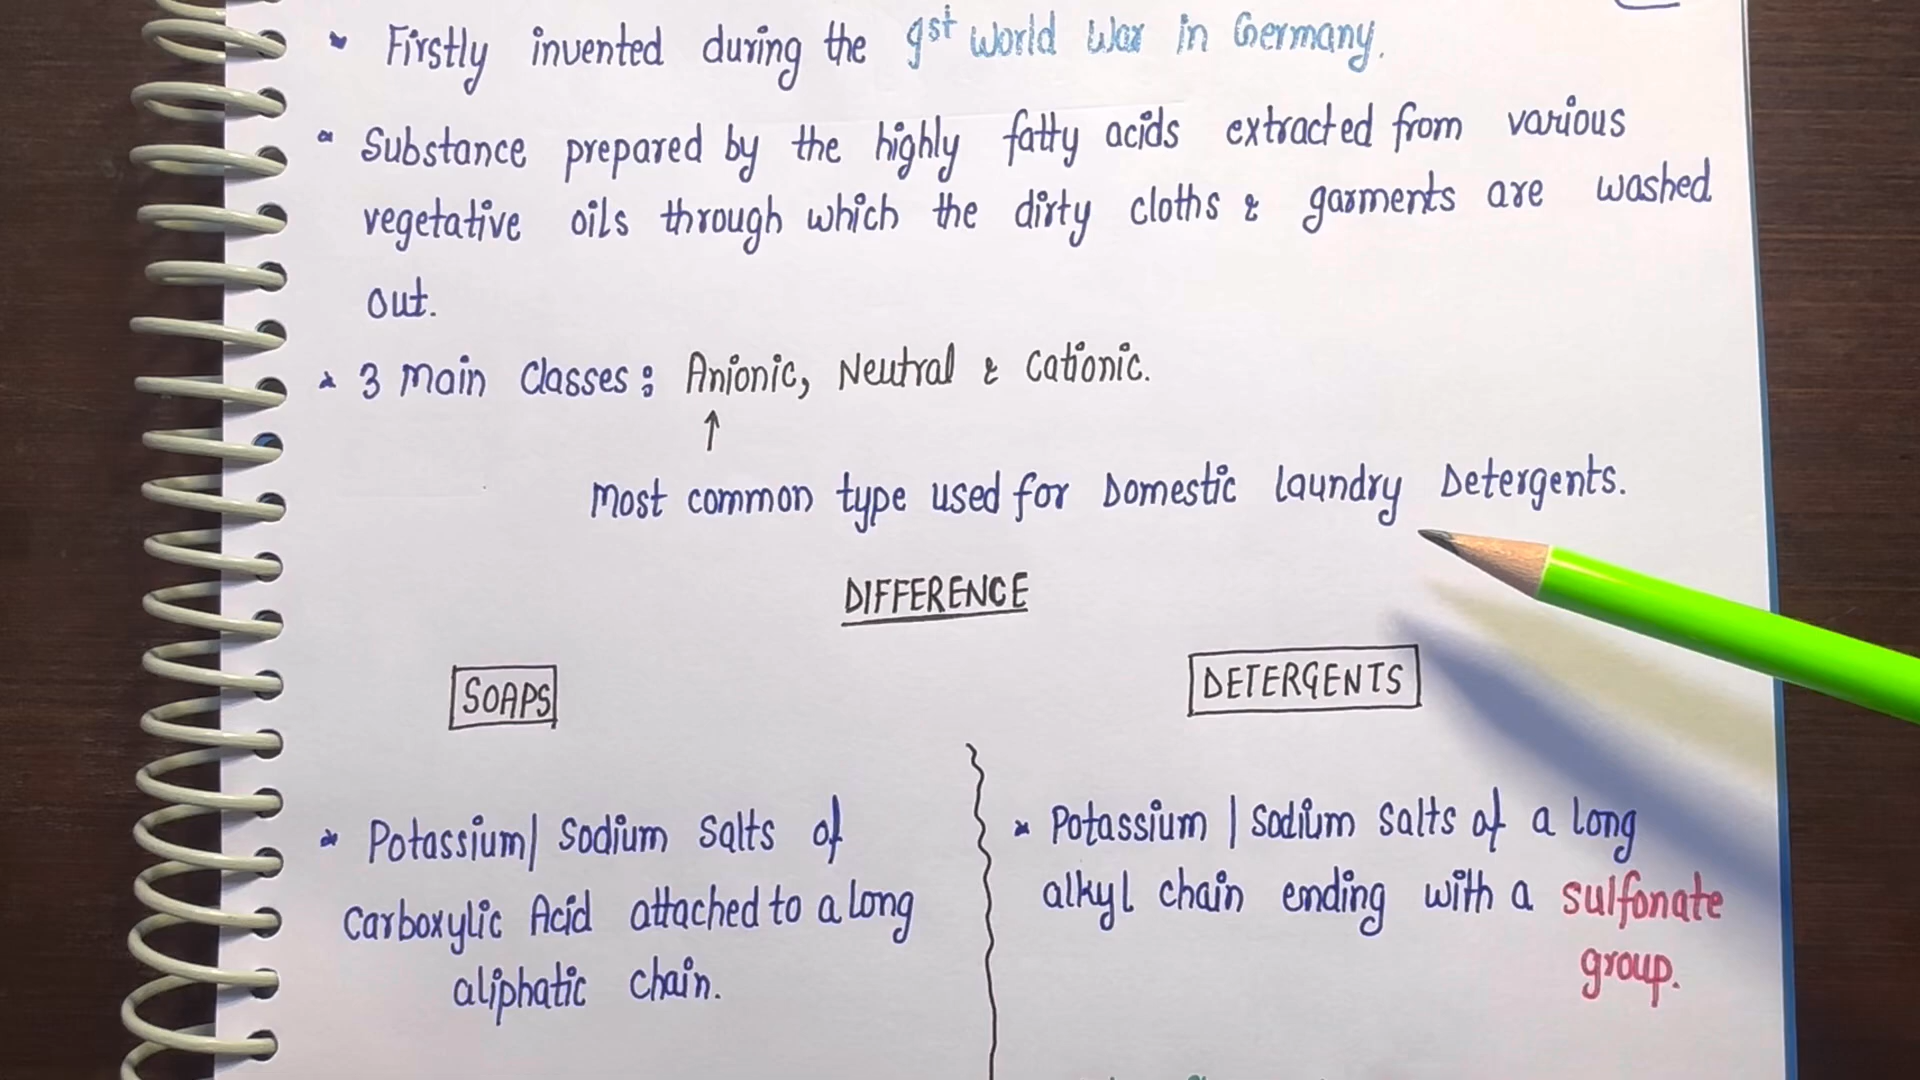 Firstly invented during the Ist World War in Germany.
Substance prepared by the highly fatty acids extracted from various
vegetative oils through which the dirty cloths & garments are washed
out.
3 Main Classes: Anionic, Neutral & Cationic.
↑
Most common type used for Domestic laundry Detergents.
DIFFERENCE
SOAPS
DETERGENTS
Potassium/ Sodium Salts of
Carboxylic Acid attached to a long
aliphatic chain.
Potassium | Sodium Salts of a long
alkyl chain ending with a sulfonate
group.